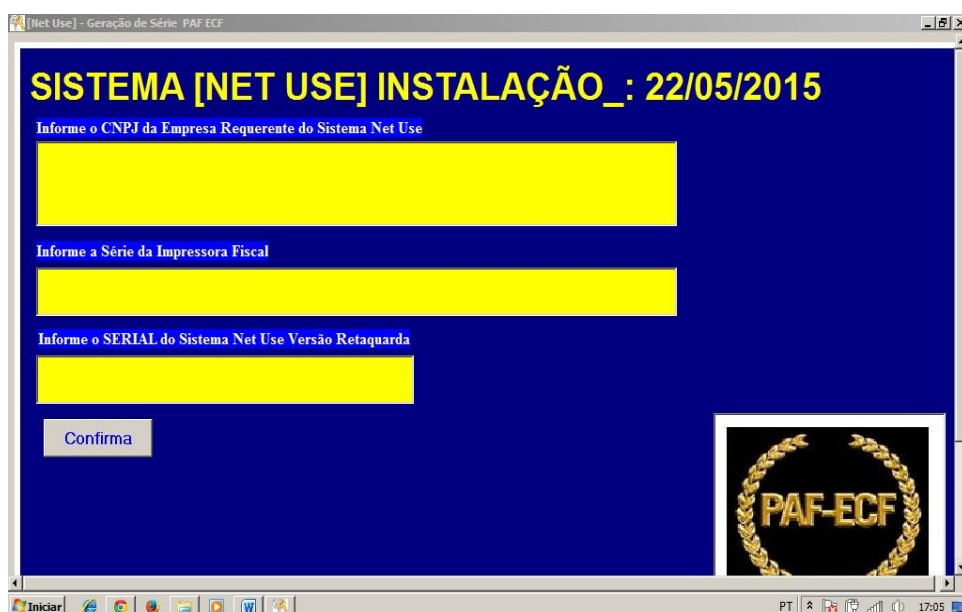 [Net Use] - Geração de Série PAF ECF
SISTEMA [NET USE] INSTALAÇÃO_: 22/05/2015
Informe o CNPJ da Empresa Requerente do Sistema Net Use
Informe a Série da Impressora Fiscal
Informe o SERIAL do Sistema Net Use Versão Retaquarda
Confirma
PAF-ECF
Iniciar
PT
17:05